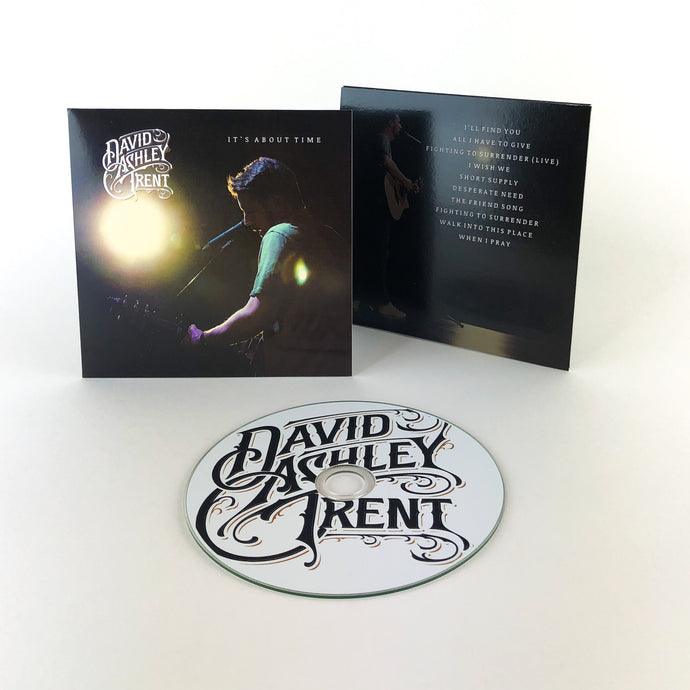 DAVID
ASHLEY
TRENT
IT'S ABOUT TIME
I'LL FIND YOU
ALL I HAVE TO GIVE
FIGHTING TO SURRENDER (LIVE)
I WISH WE
SHORT SUPPLY
DESPERATE NEED
THE FRIEND SONG
FIGHTING TO SURRENDER
WALK INTO THIS PLACE
WHEN I PRAY
DAVID
ASHLEY
TRENT